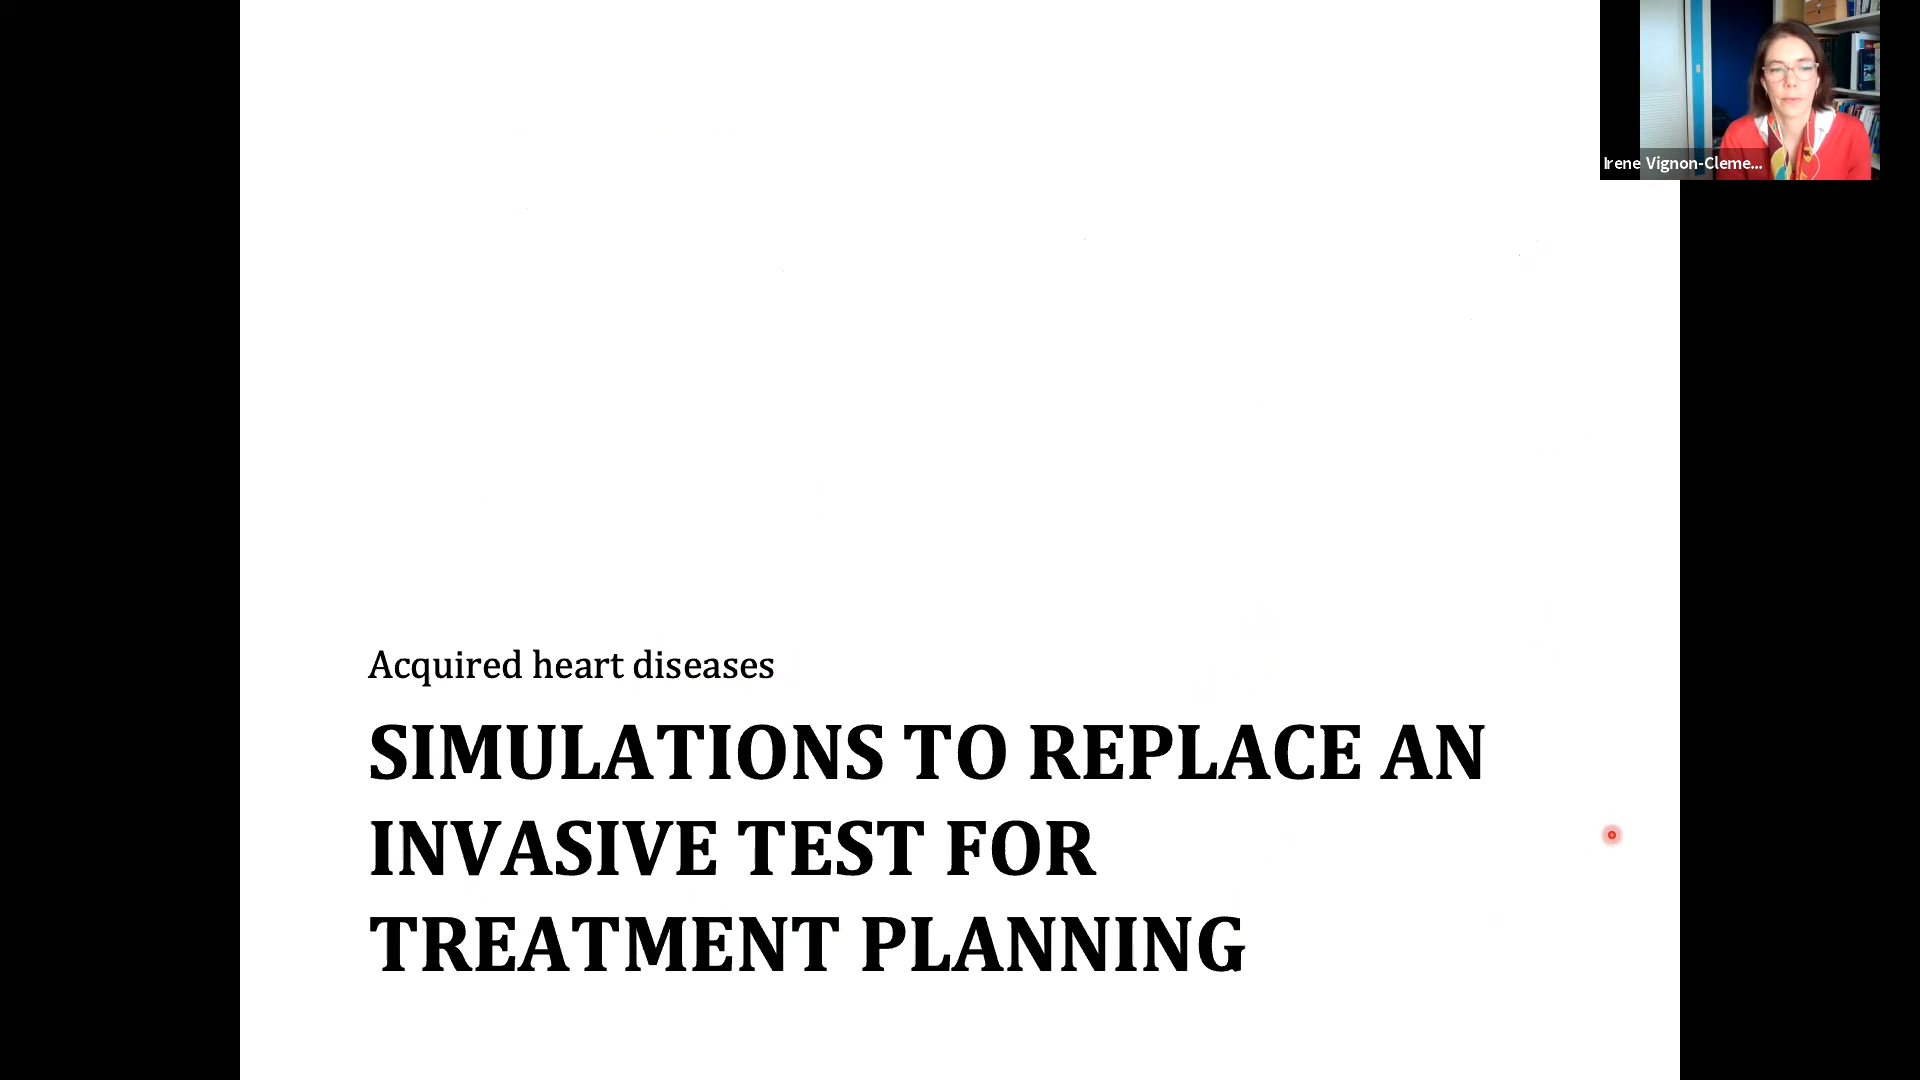 Irene Vignon-Cleme...
Acquired heart diseases
SIMULATIONS TO REPLACE AN
INVASIVE TEST FOR
TREATMENT PLANNING